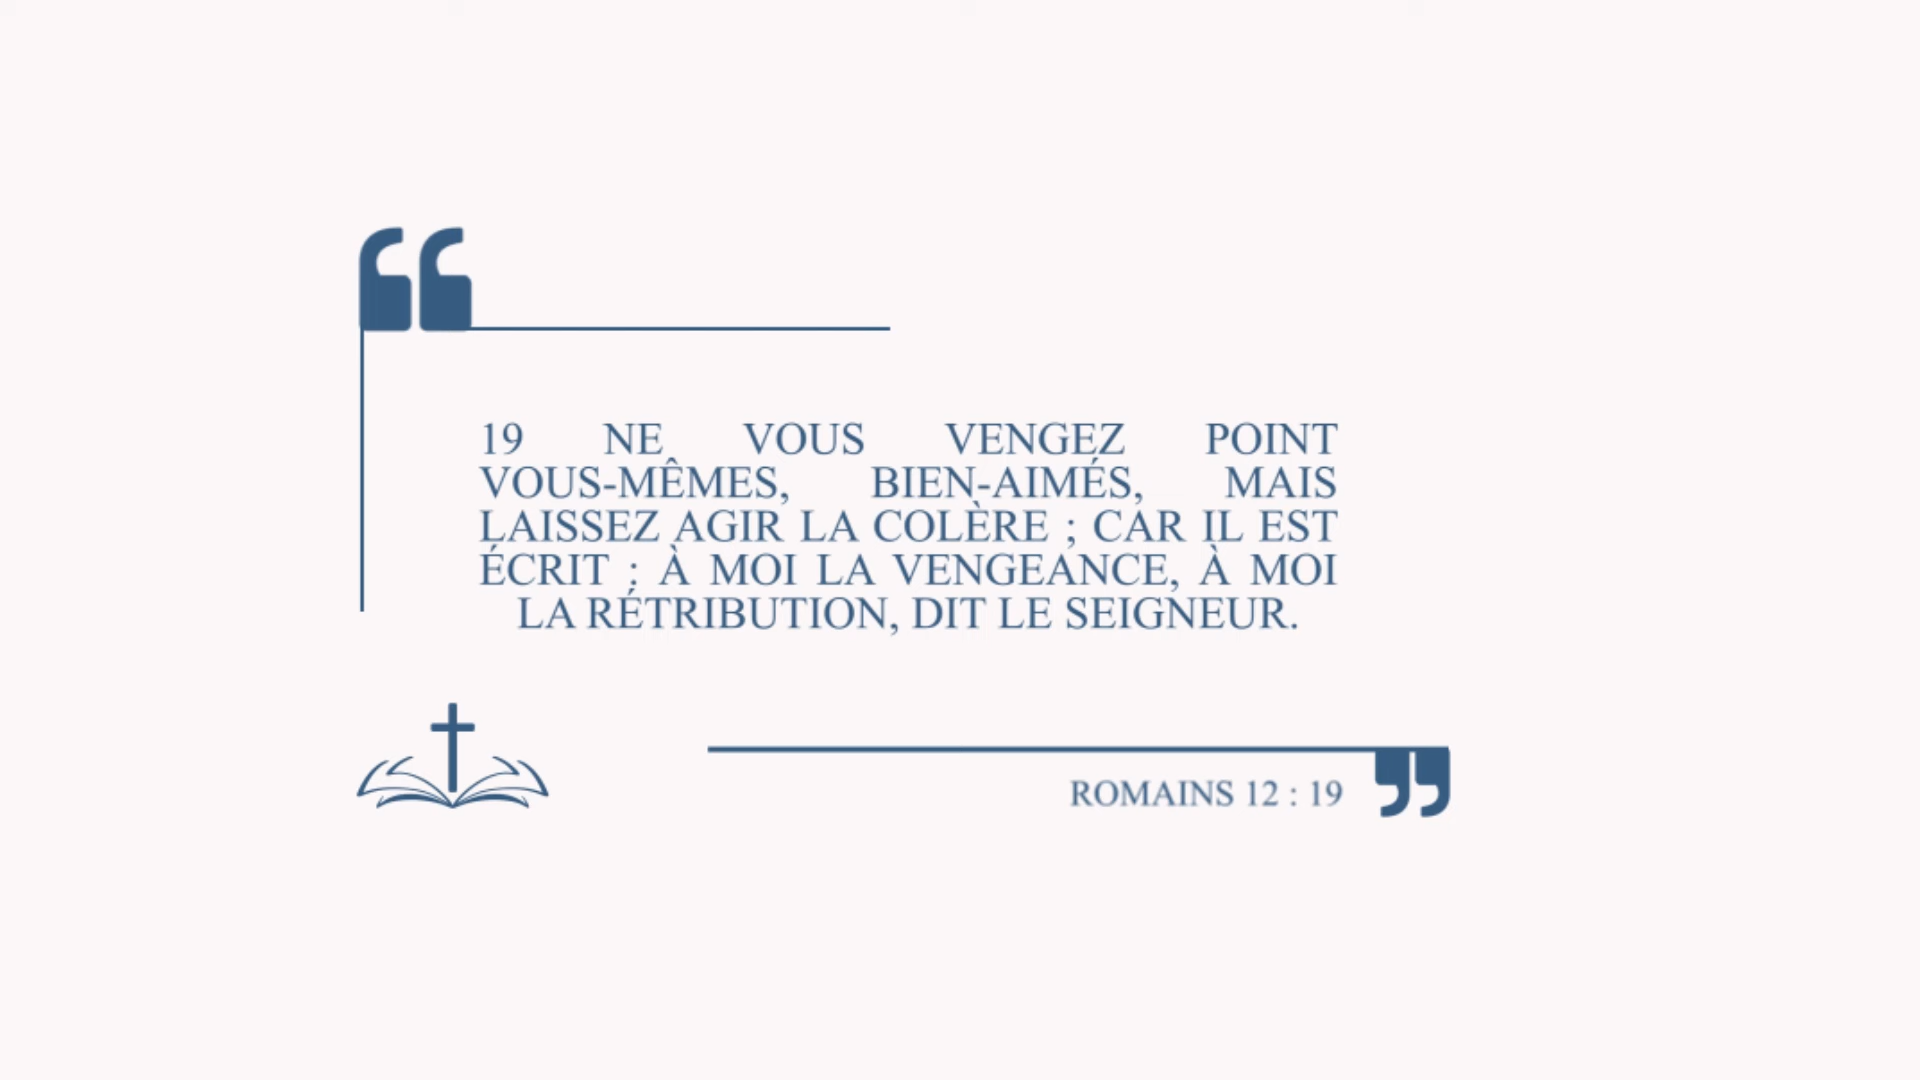 19 NE VOUS VENGEZ POINT
VOUS-MÊMES, BIEN-AIMÉS, MAIS
LAISSEZ AGIR LA COLÈRE ; CAR IL EST
ÉCRIT : À MOI LA VENGEANCE, À MOI
LA RÉTRIBUTION, DIT LE SEIGNEUR.
ROMAINS 12 : 19